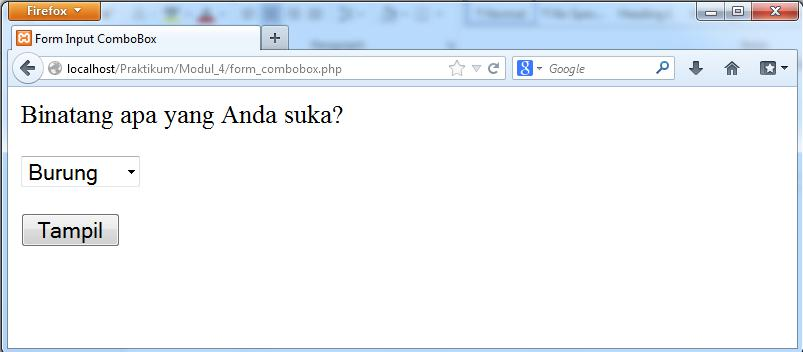 Firefox
Form Input ComboBox
localhost/Praktikum/Modul_4/form_combobox.php
Google
Binatang apa yang Anda suka?
Burung
Tampil